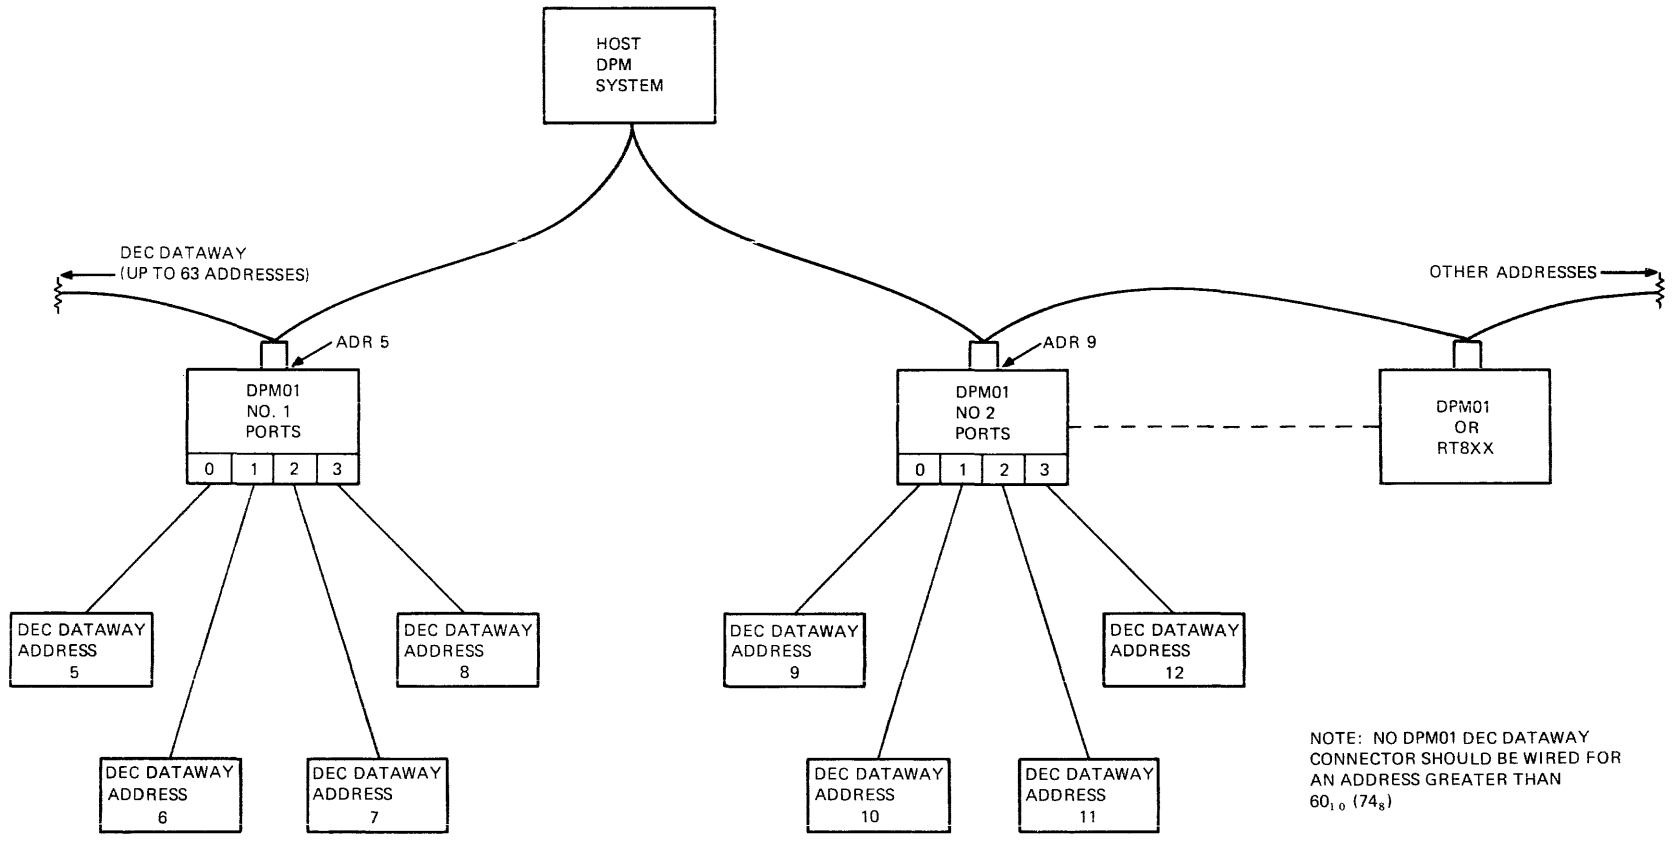 HOST
DPM
SYSTEM
DEC DATAWAY
(UP TO 63 ADDRESSES)
OTHER ADDRESSES
ADR 5
ADR 9
DPM01
NO. 1
PORTS
0 1 2 3
DPM01
NO 2
PORTS
0 1 2 3
DPM01
OR
RT8XX
DEC DATAWAY
ADDRESS
5
DEC DATAWAY
ADDRESS
8
DEC DATAWAY
ADDRESS
9
DEC DATAWAY
ADDRESS
12
DEC DATAWAY
ADDRESS
6
DEC DATAWAY
ADDRESS
7
DEC DATAWAY
ADDRESS
10
DEC DATAWAY
ADDRESS
11
NOTE: NO DPM01 DEC DATAWAY
CONNECTOR SHOULD BE WIRED FOR
AN ADDRESS GREATER THAN
60₁₀ (74₈)